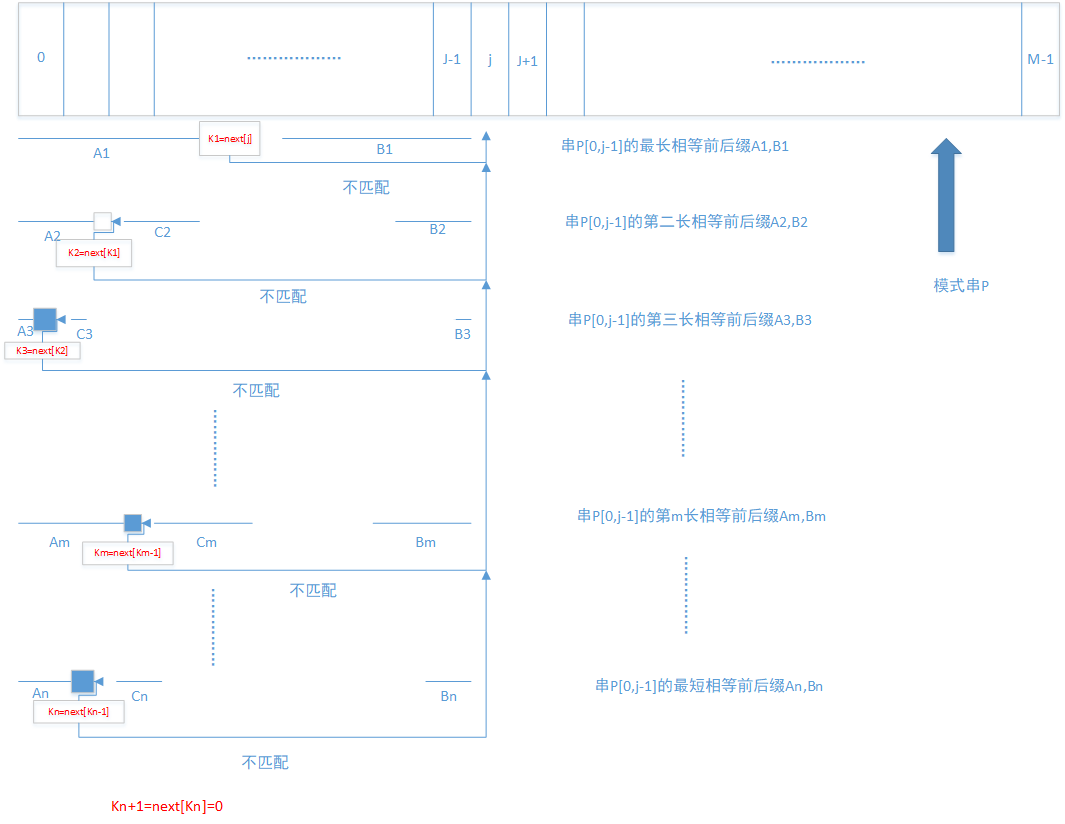 0
J-1
j
J+1
M-1
K1=next[j]
A1
B1
串P[0,j-1]的最长相等前后缀A1,B1
不匹配
A2
C2
B2
串P[0,j-1]的第二长相等前后缀A2,B2
K2=next[K1]
模式串P
不匹配
A3
C3
B3
串P[0,j-1]的第三长相等前后缀A3,B3
K3=next[K2]
不匹配
串P[0,j-1]的第m长相等前后缀Am,Bm
Am
Cm
Bm
Km=next[Km-1]
不匹配
串P[0,j-1]的最短相等前后缀An,Bn
An
Cn
Bn
Kn=next[Kn-1]
不匹配
Kn+1=next[Kn]=0